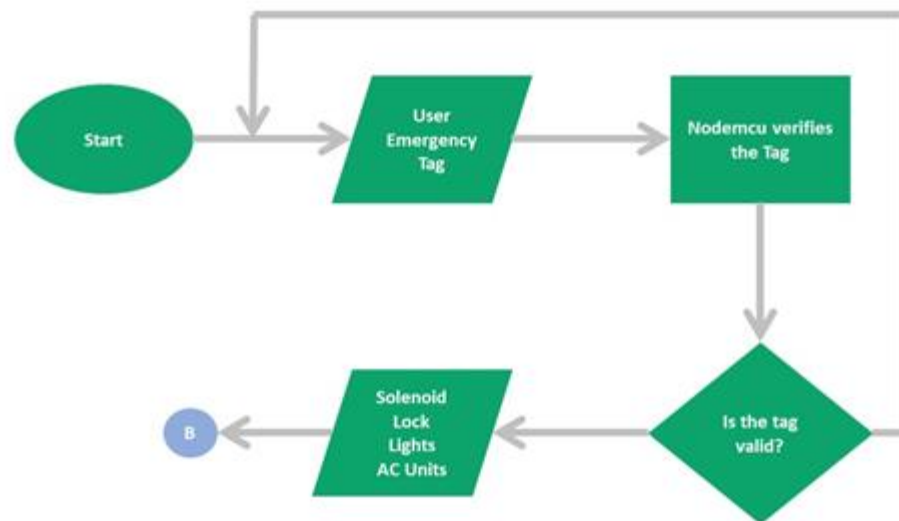 Start
User
Emergency
Tag
Nodemcu verifies
the Tag
Is the tag
valid?
Solenoid
Lock
Lights
AC Units
B